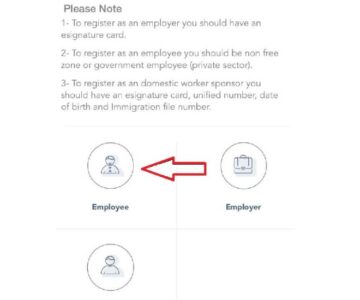 Please Note
1- To register as an employer you should have an
esignature card.
2- To register as an employee you should be non free
zone or government employee (private sector).
3- To register as an domestic worker sponsor you
should have an esignature card, unified number, date
of birth and Immigration file number.
Employee
Employer